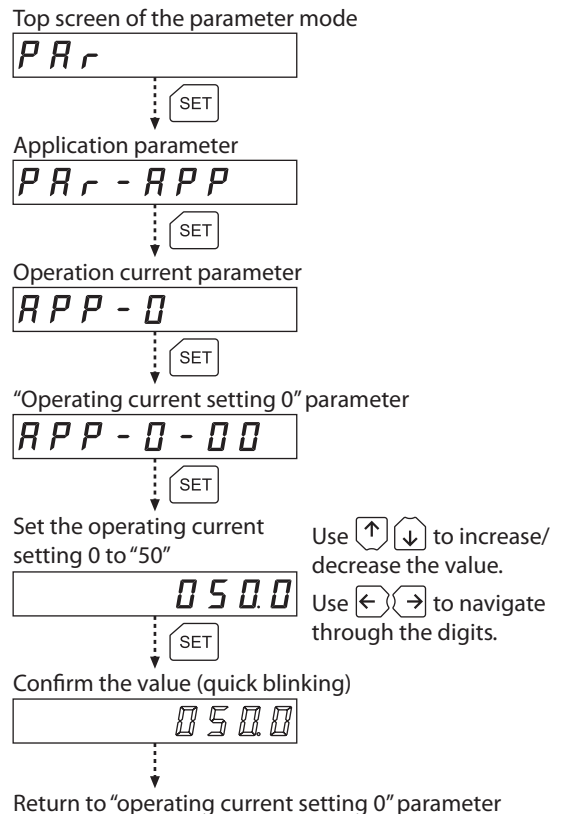 Top screen of the parameter mode
PAr
SET
Application parameter
PAr-APP
SET
Operation current parameter
APP-0
SET
“Operating current setting 0” parameter
APP-0-00
SET
Set the operating current
setting 0 to “50”
Use ↑ ↓ to increase/
decrease the value.
050.0
Use ← → to navigate
through the digits.
SET
Confirm the value (quick blinking)
050.0
Return to “operating current setting 0” parameter